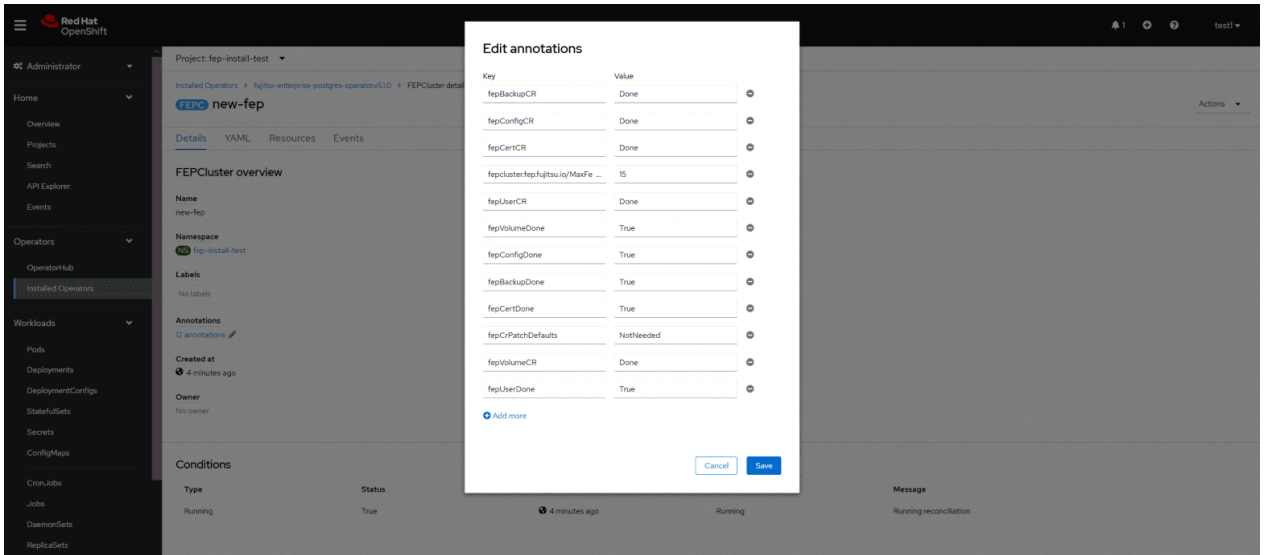 Red Hat
OpenShift
1
test1
Administrator
Home
Overview
Projects
Search
API Explorer
Events
Operators
OperatorHub
Installed Operators
Workloads
Pods
Deployments
DeploymentConfigs
StatefulSets
Secrets
ConfigMaps
CronJobs
Jobs
DaemonSets
ReplicaSets
Project: fep-install-test
Installed Operators > fujitsu-enterprise-postgres-operator.v5.1.0 > FEPCluster detail
FEPC new-fep
Actions
Details YAML Resources Events
FEPCluster overview
Name
new-fep
Namespace
NS fep-install-test
Labels
No labels
Annotations
12 annotations
Created at
4 minutes ago
Owner
No owner
Conditions
Type Status Message
Running True 4 minutes ago Running Running reconciliation
Edit annotations
Key Value
fepBackupCR Done
fepConfigCR Done
fepCertCR Done
fepcluster.fep.fujitsu.io/MaxFe ... 15
fepUserCR Done
fepVolumeDone True
fepConfigDone True
fepBackupDone True
fepCertDone True
fepCrPatchDefaults NotNeeded
fepVolumeCR Done
fepUserDone True
Add more
Cancel Save